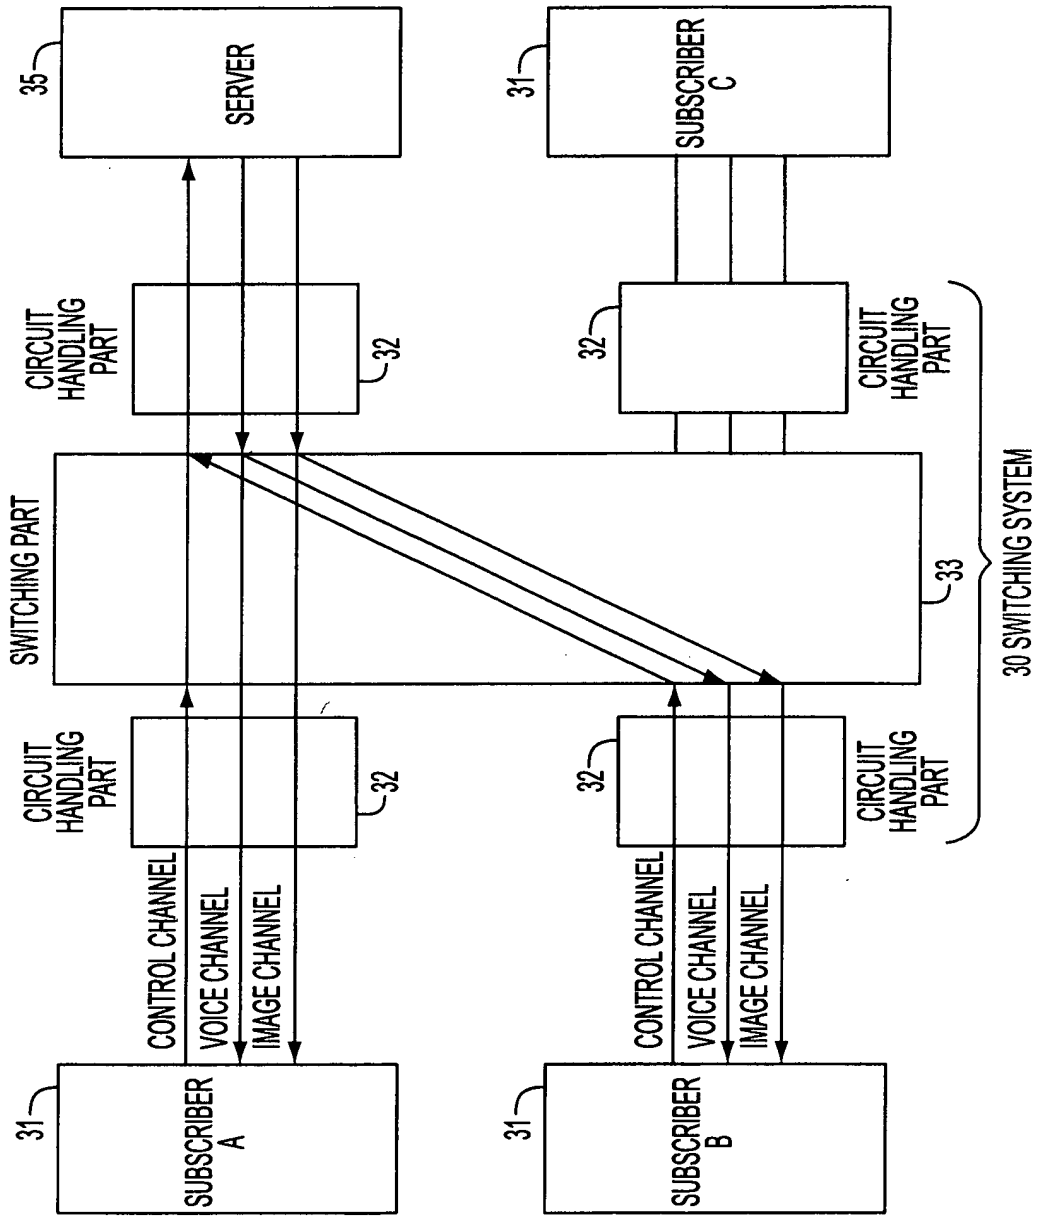 SWITCHING PART
31
CIRCUIT
HANDLING
PART
CIRCUIT
HANDLING
PART
35
SUBSCRIBER
A
CONTROL CHANNEL
VOICE CHANNEL
IMAGE CHANNEL
SERVER
32
32
31
32
32
31
SUBSCRIBER
B
CONTROL CHANNEL
VOICE CHANNEL
IMAGE CHANNEL
SUBSCRIBER
C
CIRCUIT
HANDLING
PART
33
CIRCUIT
HANDLING
PART
30 SWITCHING SYSTEM